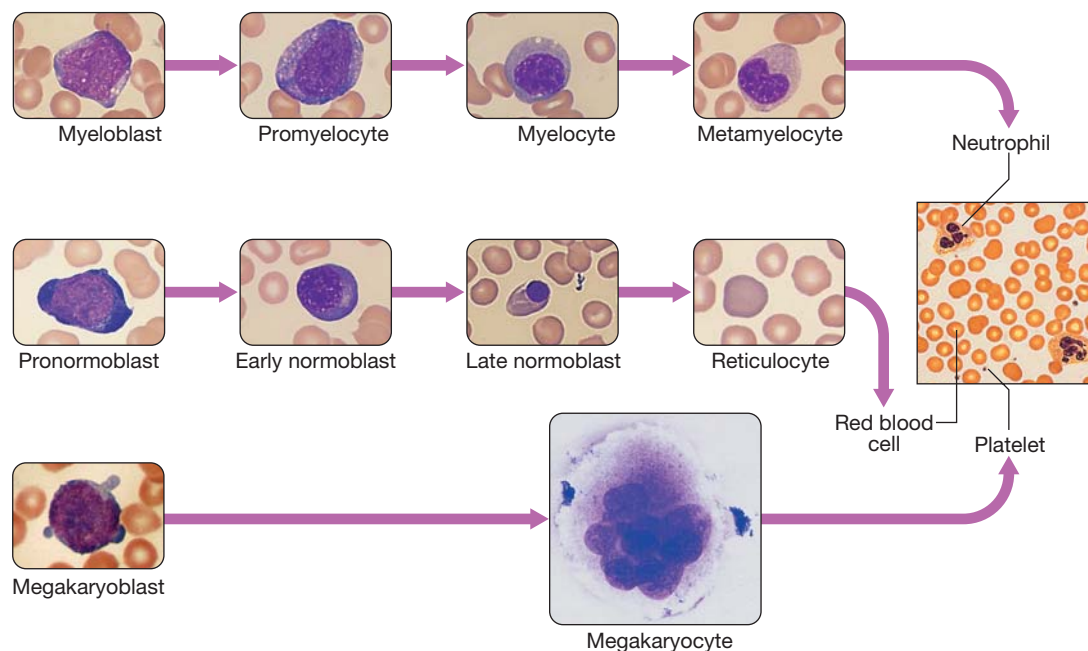 Myeloblast
Promyelocyte
Myelocyte
Metamyelocyte
Neutrophil
Pronormoblast
Early normoblast
Late normoblast
Reticulocyte
Red blood
cell
Platelet
Megakaryoblast
Megakaryocyte